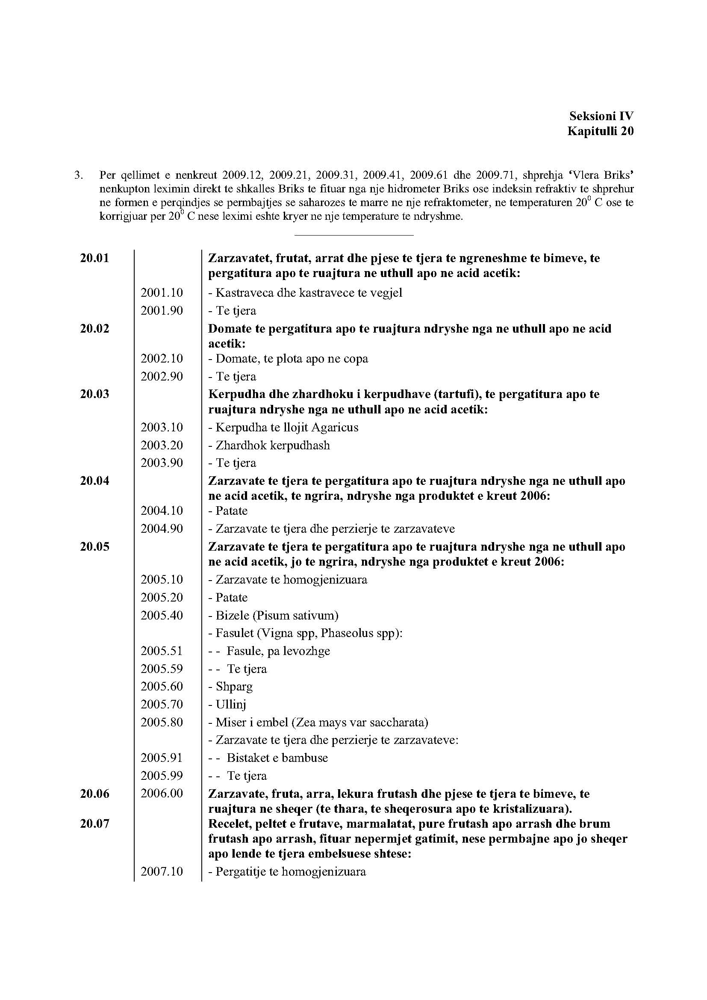 Seksioni IV
Kapitulli 20
3. Per qellimet e nenkreut 2009.12, 2009.21, 2009.31, 2009.41, 2009.61 dhe 2009.71, shprehja ‘Vlera Briks’
nenkupton leximin direkt te shkalles Briks te fituar nga nje hidrometer Briks ose indeksin refraktiv te shprehur
ne formen e perqindjes se permbajtjes se saharozes te marre ne nje refraktometer, ne temperaturen 20⁰ C ose te
korrigjuar per 20⁰ C nese leximi eshte kryer ne nje temperature te ndryshme.
20.01 Zarzavatet, frutat, arrat dhe pjese te tjera te ngreneshme te bimeve, te
pergatitura apo te ruajtura ne uthull apo ne acid acetik:
2001.10 - Kastraveca dhe kastravece te vegjel
2001.90 - Te tjera
20.02 Domate te pergatitura apo te ruajtura ndryshe nga ne uthull apo ne acid
acetik:
2002.10 - Domate, te plota apo ne copa
2002.90 - Te tjera
20.03 Kerpudha dhe zhardhoku i kerpudhave (tartufi), te pergatitura apo te
ruajtura ndryshe nga ne uthull apo ne acid acetik:
2003.10 - Kerpudha te llojit Agaricus
2003.20 - Zhardhok kerpudhash
2003.90 - Te tjera
20.04 Zarzavate te tjera te pergatitura apo te ruajtura ndryshe nga ne uthull apo
ne acid acetik, te ngrira, ndryshe nga produktet e kreut 2006:
2004.10 - Patate
2004.90 - Zarzavate te tjera dhe perzierje te zarzavateve
20.05 Zarzavate te tjera te pergatitura apo te ruajtura ndryshe nga ne uthull apo
ne acid acetik, jo te ngrira, ndryshe nga produktet e kreut 2006:
2005.10 - Zarzavate te homogjenizuara
2005.20 - Patate
2005.40 - Bizele (Pisum sativum)
- Fasulet (Vigna spp, Phaseolus spp):
2005.51 - - Fasule, pa levozhge
2005.59 - - Te tjera
2005.60 - Shparg
2005.70 - Ullinj
2005.80 - Miser i embel (Zea mays var saccharata)
- Zarzavate te tjera dhe perzierje te zarzavateve:
2005.91 - - Bistaket e bambuse
2005.99 - - Te tjera
20.06 2006.00 Zarzavate, fruta, arra, lekura frutash dhe pjese te tjera te bimeve, te
ruajtura ne sheqer (te thara, te sheqerosura apo te kristalizuara).
20.07 Recelet, peltet e frutave, marmalatat, pure frutash apo arrash dhe brum
frutash apo arrash, fituar nepermjet gatimit, nese permbajne apo jo sheqer
apo lende te tjera embelsuese shtese:
2007.10 - Pergatitje te homogjenizuara